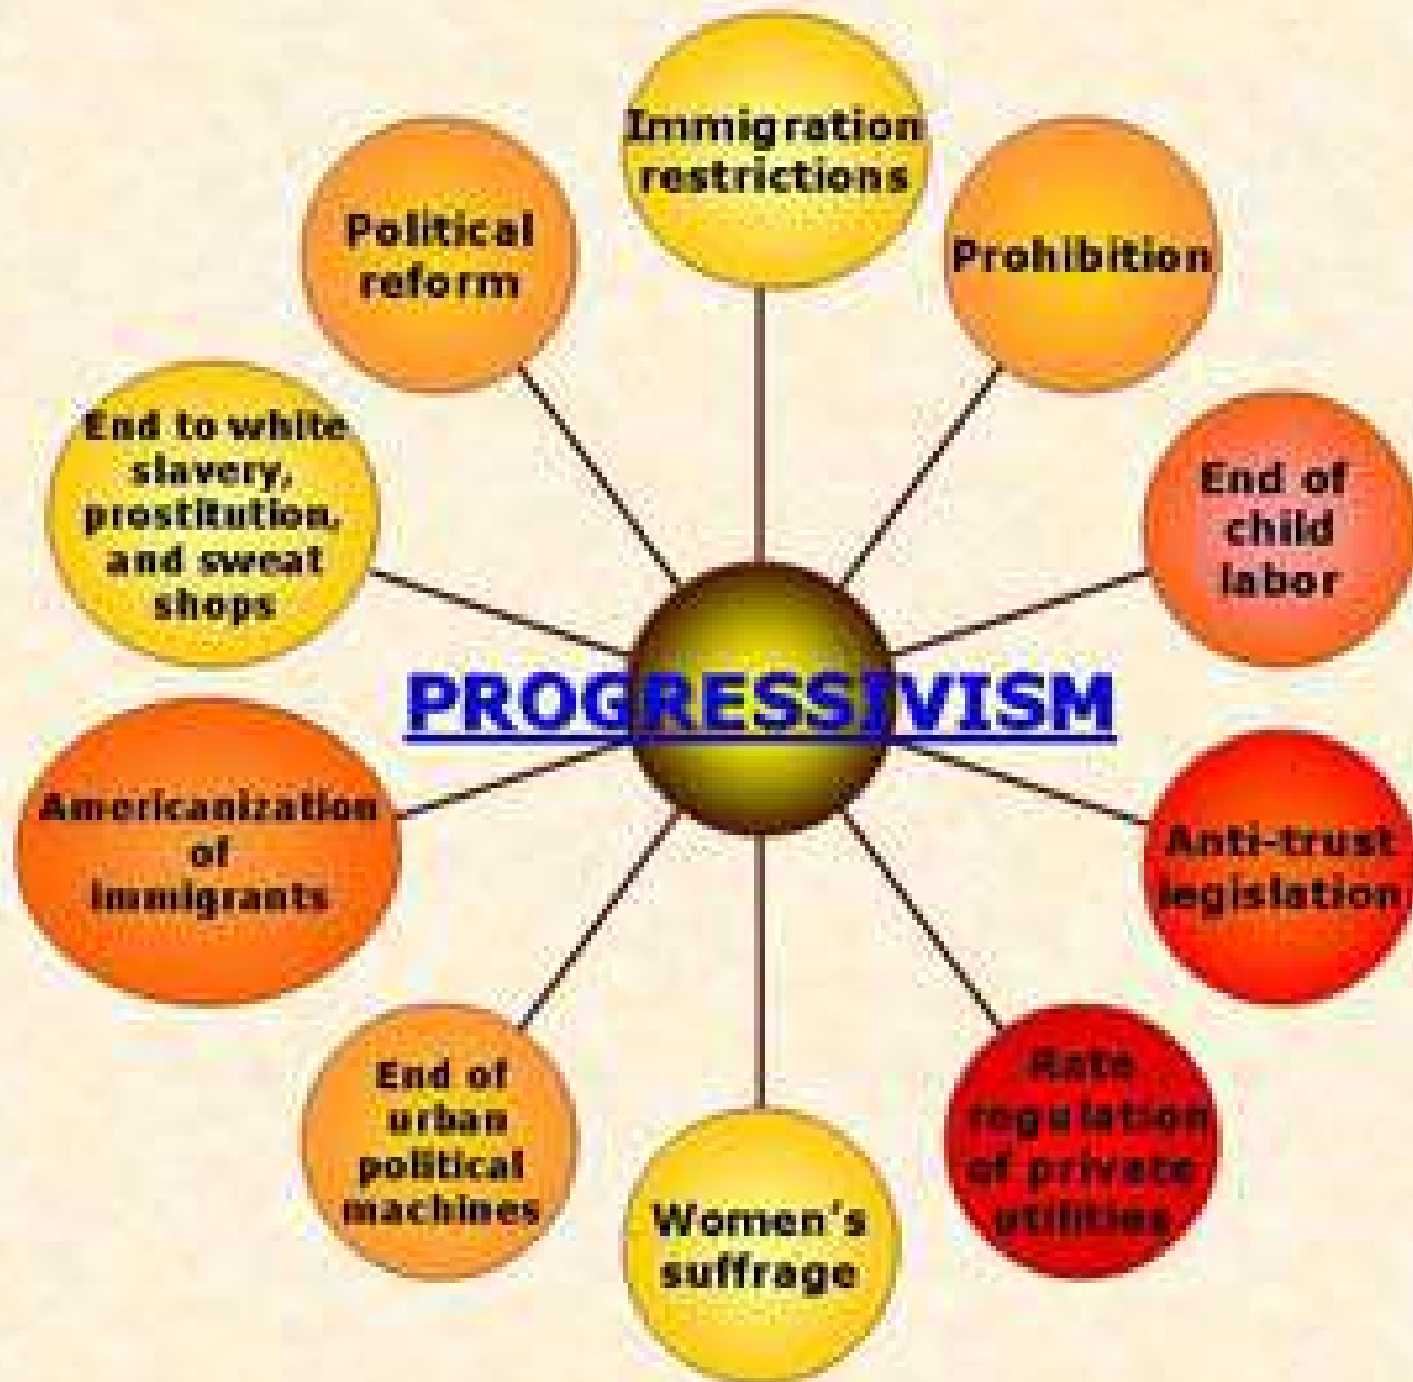 Immigration
restrictions
Prohibition
End of
child
labor
Anti-trust
legislation
Rate
regulation
of private
utilities
Women's
suffrage
End of
urban
political
machines
Americanization
of
immigrants
End to white
slavery,
prostitution,
and sweat
shops
Political
reform
PROGRESSIVISM